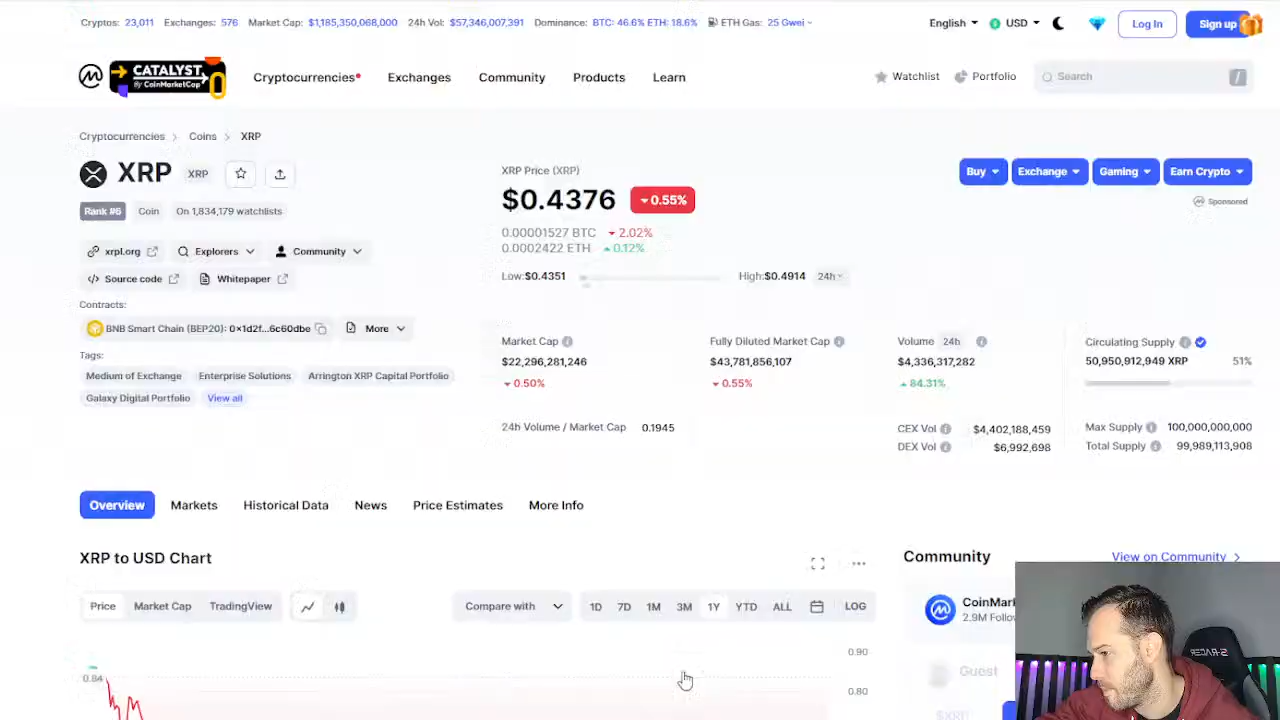 Cryptos: 23,011 Exchanges: 576 Market Cap: $1,185,350,068,000 24h Vol: $57,346,007,391 Dominance: BTC: 46.6% ETH: 18.6% ETH Gas: 25 Gwei
English USD Log In Sign up
CATALYST
By CoinMarketCap
Cryptocurrencies Exchanges Community Products Learn
Watchlist Portfolio Search /
Cryptocurrencies > Coins > XRP
XRP XRP
Rank #6 Coin On 1,834,179 watchlists
xrpl.org Explorers Community
</> Source code Whitepaper
Contracts:
BNB Smart Chain (BEP20): 0x1d2f...6c60dbe More
Tags:
Medium of Exchange Enterprise Solutions Arrington XRP Capital Portfolio
Galaxy Digital Portfolio View all
XRP Price (XRP)
$0.4376 0.55%
0.00001527 BTC 2.02%
0.0002422 ETH 0.12%
Low:$0.4351 High:$0.4914 24h
Buy Exchange Gaming Earn Crypto
Sponsored
Market Cap
$22,296,281,246
0.50%
Fully Diluted Market Cap
$43,781,856,107
0.55%
Volume 24h
$4,336,317,282
84.31%
Circulating Supply
50,950,912,949 XRP 51%
24h Volume / Market Cap 0.1945
CEX Vol $4,402,188,459
DEX Vol $6,992,698
Max Supply 100,000,000,000
Total Supply 99,989,113,908
Overview Markets Historical Data News Price Estimates More Info
XRP to USD Chart
Price Market Cap TradingView
Compare with 1D 7D 1M 3M 1Y YTD ALL LOG
0.90
0.84
0.80
Community View on Community >
CoinMark
2.9M Follo
Guest
$XRP